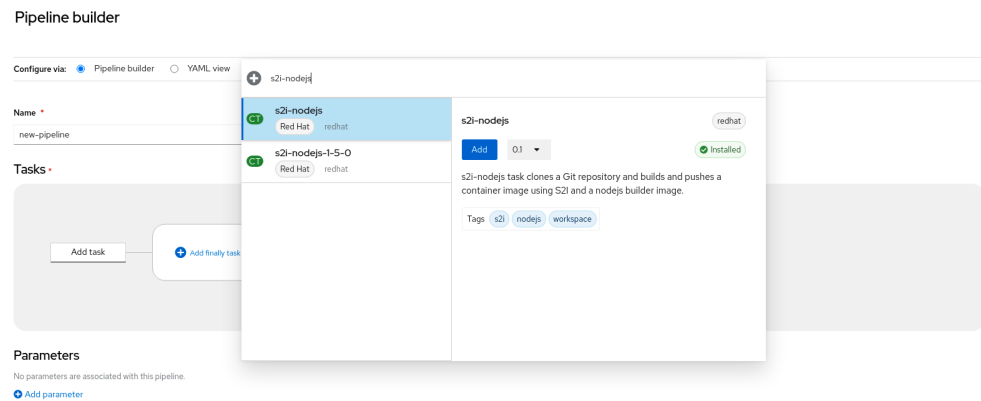 Pipeline builder
Configure via: Pipeline builder YAML view
Name *
new-pipeline
Tasks *
Add task
Add finally task
s2i-nodejs
CT s2i-nodejs
Red Hat redhat
CT s2i-nodejs-1-5-0
Red Hat redhat
s2i-nodejs redhat
Add 0.1 Installed
s2i-nodejs task clones a Git repository and builds and pushes a
container image using S2I and a nodejs builder image.
Tags s2i nodejs workspace
Parameters
No parameters are associated with this pipeline.
Add parameter